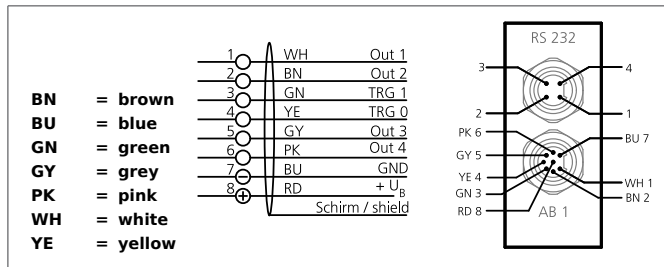 BN = brown
BU = blue
GN = green
GY = grey
PK = pink
WH = white
YE = yellow
1 WH Out 1
2 BN Out 2
3 GN TRG 1
4 YE TRG 0
5 GY Out 3
6 PK Out 4
7 BU GND
8 RD + UB
Schirm / shield
RS 232
3 4
2 1
PK 6 BU 7
GY 5
YE 4 WH 1
GN 3 BN 2
RD 8 AB 1